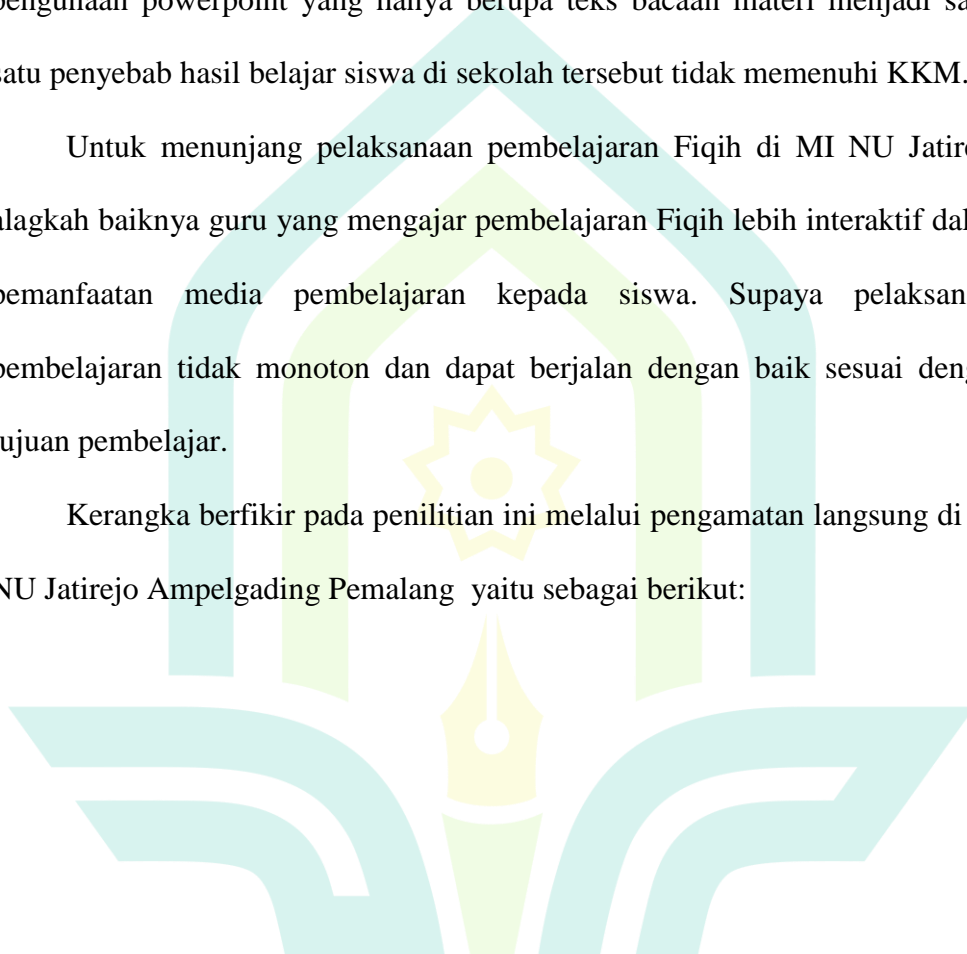 pengunaan powerpoint yang hanya berupa teks bacaan materi menjadi sa
satu penyebab hasil belajar siswa di sekolah tersebut tidak memenuhi KKM.
Untuk menunjang pelaksanaan pembelajaran Fiqih di MI NU Jatire
alagkah baiknya guru yang mengajar pembelajaran Fiqih lebih interaktif dal
pemanfaatan media pembelajaran kepada siswa. Supaya pelaksan
pembelajaran tidak monoton dan dapat berjalan dengan baik sesuai deng
tujuan pembelajar.
Kerangka berfikir pada penilitian ini melalui pengamatan langsung di
NU Jatirejo Ampelgading Pemalang yaitu sebagai berikut: